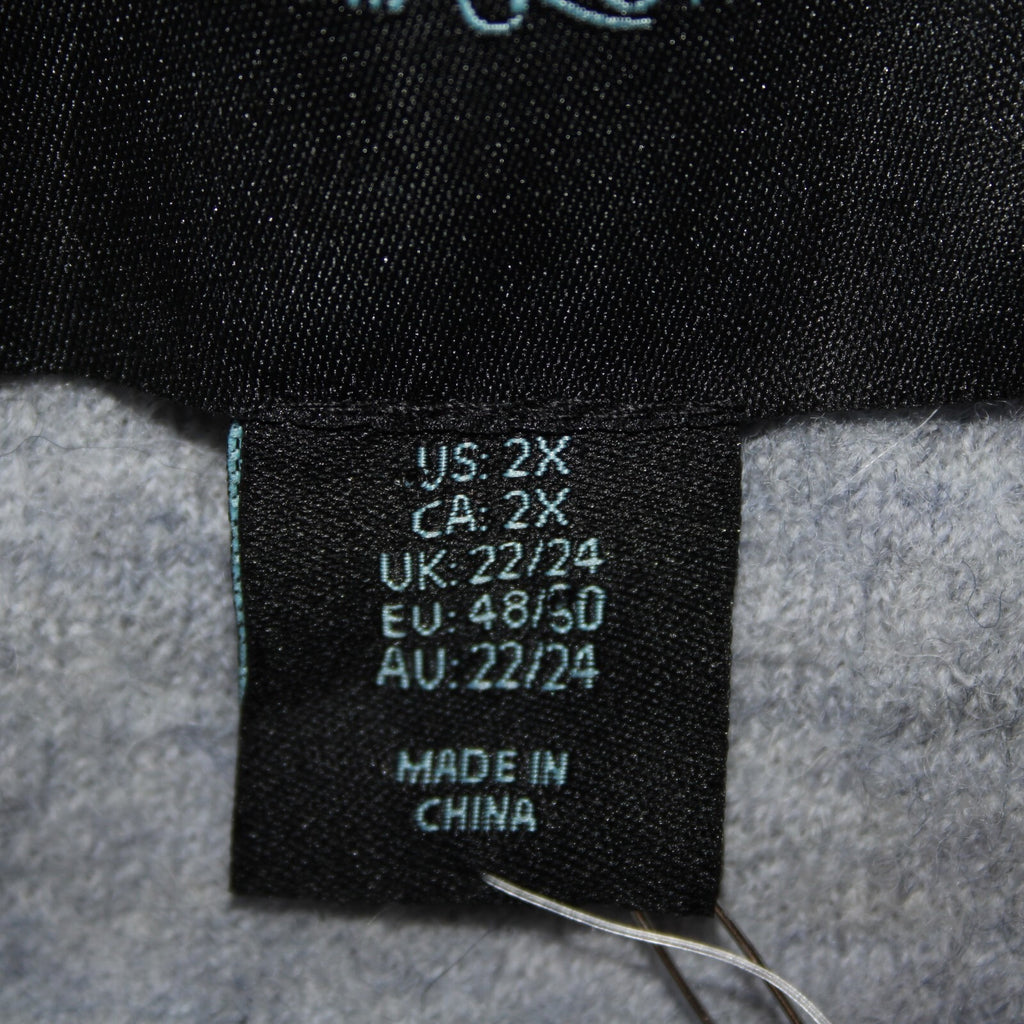 US: 2X
CA: 2X
UK: 22/24
EU: 48/50
AU: 22/24
MADE IN
CHINA